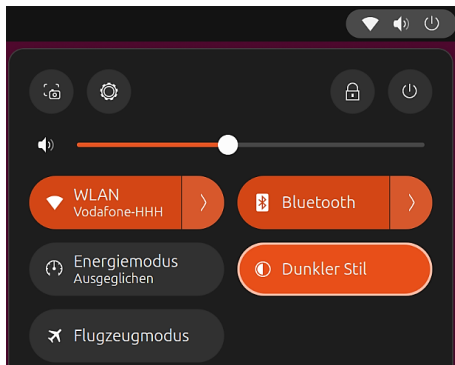 WLAN
Vodafone-HHH
Bluetooth
Energiemodus
Ausgeglichen
Dunkler Stil
Flugzeugmodus